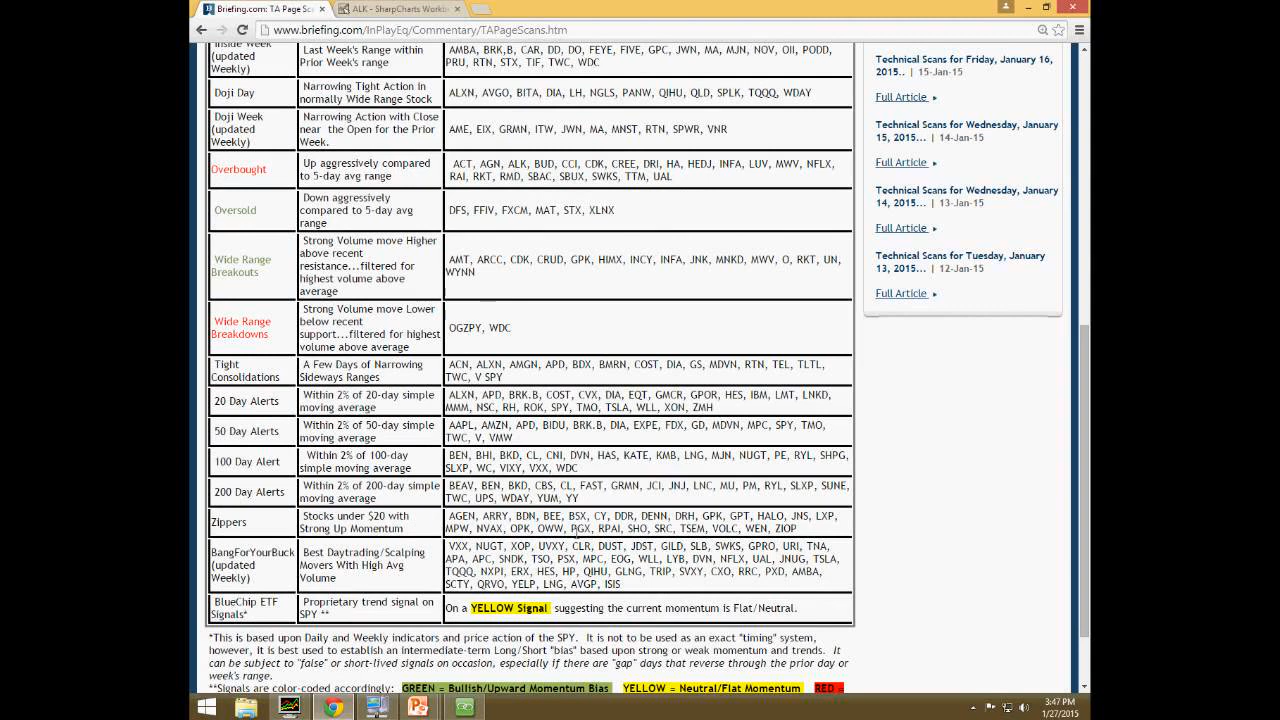 Briefing.com: TA Page Scans
ALK - SharpCharts Workbe
www.briefing.com/InPlayEq/Commentary/TAPageScans.htm
Inside Week (updated Weekly)
Last Week's Range within Prior Week's range
AMBA, BRK,B, CAR, DD, DO, FEYE, FIVE, GPC, JWN, MA, MJN, NOV, OII, PODD,
PRU, RTN, STX, TIF, TWC, WDC
Doji Day
Narrowing Tight Action in
normally Wide Range Stock
ALXN, AVGO, BITA, DIA, LH, NGLS, PANW, QIHU, QLD, SPLK, TQQQ, WDAY
Doji Week
(updated
Weekly)
Narrowing Action with Close
near the Open for the Prior
Week.
AME, EIX, GRMN, ITW, JWN, MA, MNST, RTN, SPWR, VNR
Overbought
Up aggressively compared
to 5-day avg range
ACT, AGN, ALK, BUD, CCI, CDK, CREE, DRI, HA, HEDJ, INFA, LUV, MWV, NFLX,
RAI, RKT, RMD, SBAC, SBUX, SWKS, TTM, UAL
Oversold
Down aggressively
compared to 5-day avg
range
DFS, FFIV, FXCM, MAT, STX, XLNX
Wide Range
Breakouts
Strong Volume move Higher
above recent
resistance...filtered for
highest volume above
average
AMT, ARCC, CDK, CRUD, GPK, HIMX, INCY, INFA, JNK, MNKD, MWV, O, RKT, UN,
WYNN
Wide Range
Breakdowns
Strong Volume move Lower
below recent
support...filtered for highest
volume above average
OGZPY, WDC
Tight
Consolidations
A Few Days of Narrowing
Sideways Ranges
ACN, ALXN, AMGN, APD, BDX, BMRN, COST, DIA, GS, MDVN, RTN, TEL, TLTL,
TWC, V SPY
20 Day Alerts
Within 2% of 20-day simple
moving average
ALXN, APD, BRK.B, COST, CVX, DIA, EQT, GMCR, GPOR, HES, IBM, LMT, LNKD,
MMM, NSC, RH, ROK, SPY, TMO, TSLA, WLL, XON, ZMH
50 Day Alerts
Within 2% of 50-day simple
moving average
AAPL, AMZN, APD, BIDU, BRK.B, DIA, EXPE, FDX, GD, MDVN, MPC, SPY, TMO,
TWC, V, VMW
100 Day Alert
Within 2% of 100-day
simple moving average
BEN, BHI, BKD, CL, CNI, DVN, HAS, KATE, KMB, LNG, MJN, NUGT, PE, RYL, SHPG,
SLXP, WC, VIXY, VXX, WDC
200 Day Alerts
Within 2% of 200-day simple
moving average
BEAV, BEN, BKD, CBS, CL, FAST, GRMN, JCI, JNJ, LNC, MU, PM, RYL, SLXP, SUNE,
TWC, UPS, WDAY, YUM, YY
Zippers
Stocks under $20 with
Strong Up Momentum
AGEN, ARRY, BDN, BEE, BSX, CY, DDR, DENN, DRH, GPK, GPT, HALO, JNS, LXP,
MPW, NVAX, OPK, OWW, PGX, RPAI, SHO, SRC, TSEM, VOLC, WEN, ZIOP
BangForYourBuck
(updated
Weekly)
Best Daytrading/Scalping
Movers With High Avg
Volume
VXX, NUGT, XOP, UVXY, CLR, DUST, JDST, GILD, SLB, SWKS, GPRO, URI, TNA,
APA, APC, SNDK, TSO, PSX, MPC, EOG, WLL, LYB, DVN, NFLX, UAL, JNUG, TSLA,
TQQQ, NXPI, ERX, HES, HP, QIHU, GLNG, TRIP, SVXY, CXO, RRC, PXD, AMBA,
SCTY, QRVO, YELP, LNG, AVGP, ISIS
BlueChip ETF
Signals*
Proprietary trend signal on
SPY **
On a YELLOW Signal suggesting the current momentum is Flat/Neutral.
*This is based upon Daily and Weekly indicators and price action of the SPY. It is not to be used as an exact "timing" system,
however, it is best used to establish an intermediate-term Long/Short "bias" based upon strong or weak momentum and trends. It
can be subject to "false" or short-lived signals on occasion, especially if there are "gap" days that reverse through the prior day or
week's range.
**Signals are color-coded accordingly: GREEN = Bullish/Upward Momentum Bias YELLOW = Neutral/Flat Momentum RED =
Technical Scans for Friday, January 16,
2015.. | 15-Jan-15
Full Article
Technical Scans for Wednesday, January
15, 2015... | 14-Jan-15
Full Article
Technical Scans for Wednesday, January
14, 2015... | 13-Jan-15
Full Article
Technical Scans for Tuesday, January
13, 2015... | 12-Jan-15
Full Article
3:47 PM
1/27/2015